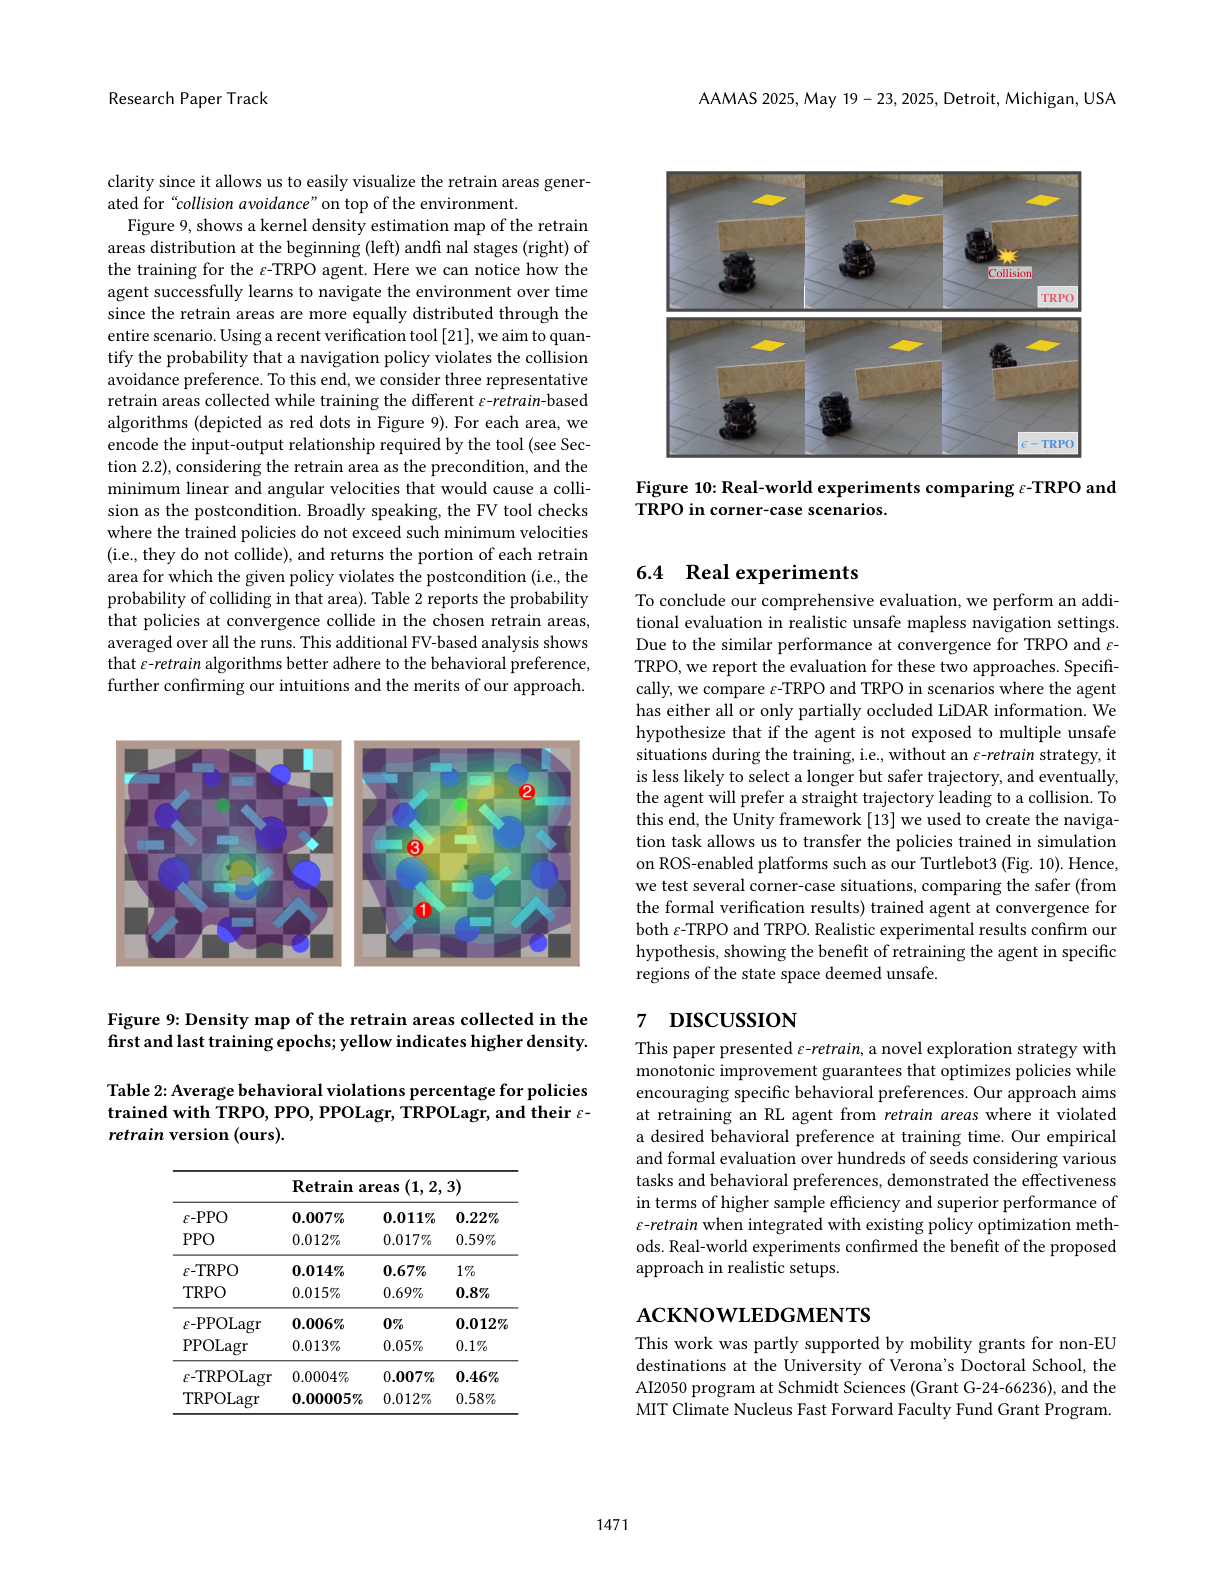 Research Paper Track
AAMAS 2025, May 19 – 23, 2025, Detroit, Michigan, USA
clarity since it allows us to easily visualize the retrain areas gener-
ated for “collision avoidance” on top of the environment.
Figure 9, shows a kernel density estimation map of the retrain
areas distribution at the beginning (left) andfi nal stages (right) of
the training for the ε-TRPO agent. Here we can notice how the
agent successfully learns to navigate the environment over time
since the retrain areas are more equally distributed through the
entire scenario. Using a recent verification tool [21], we aim to quan-
tify the probability that a navigation policy violates the collision
avoidance preference. To this end, we consider three representative
retrain areas collected while training the different ε-retrain-based
algorithms (depicted as red dots in Figure 9). For each area, we
encode the input-output relationship required by the tool (see Sec-
tion 2.2), considering the retrain area as the precondition, and the
minimum linear and angular velocities that would cause a colli-
sion as the postcondition. Broadly speaking, the FV tool checks
where the trained policies do not exceed such minimum velocities
(i.e., they do not collide), and returns the portion of each retrain
area for which the given policy violates the postcondition (i.e., the
probability of colliding in that area). Table 2 reports the probability
that policies at convergence collide in the chosen retrain areas,
averaged over all the runs. This additional FV-based analysis shows
that ε-retrain algorithms better adhere to the behavioral preference,
further confirming our intuitions and the merits of our approach.
2
3
1
Figure 9: Density map of the retrain areas collected in the
first and last training epochs; yellow indicates higher density.
Table 2: Average behavioral violations percentage for policies
trained with TRPO, PPO, PPOLagr, TRPOLagr, and their ε-
retrain version (ours).
Retrain areas (1, 2, 3)
ε-PPO 0.007% 0.011% 0.22%
PPO 0.012% 0.017% 0.59%
ε-TRPO 0.014% 0.67% 1%
TRPO 0.015% 0.69% 0.8%
ε-PPOLagr 0.006% 0% 0.012%
PPOLagr 0.013% 0.05% 0.1%
ε-TRPOLagr 0.0004% 0.007% 0.46%
TRPOLagr 0.00005% 0.012% 0.58%
Collision
TRPO
ϵ – TRPO
Figure 10: Real-world experiments comparing ε-TRPO and
TRPO in corner-case scenarios.
6.4 Real experiments
To conclude our comprehensive evaluation, we perform an addi-
tional evaluation in realistic unsafe mapless navigation settings.
Due to the similar performance at convergence for TRPO and ε-
TRPO, we report the evaluation for these two approaches. Specifi-
cally, we compare ε-TRPO and TRPO in scenarios where the agent
has either all or only partially occluded LiDAR information. We
hypothesize that if the agent is not exposed to multiple unsafe
situations during the training, i.e., without an ε-retrain strategy, it
is less likely to select a longer but safer trajectory, and eventually,
the agent will prefer a straight trajectory leading to a collision. To
this end, the Unity framework [13] we used to create the naviga-
tion task allows us to transfer the policies trained in simulation
on ROS-enabled platforms such as our Turtlebot3 (Fig. 10). Hence,
we test several corner-case situations, comparing the safer (from
the formal verification results) trained agent at convergence for
both ε-TRPO and TRPO. Realistic experimental results confirm our
hypothesis, showing the benefit of retraining the agent in specific
regions of the state space deemed unsafe.
7 DISCUSSION
This paper presented ε-retrain, a novel exploration strategy with
monotonic improvement guarantees that optimizes policies while
encouraging specific behavioral preferences. Our approach aims
at retraining an RL agent from retrain areas where it violated
a desired behavioral preference at training time. Our empirical
and formal evaluation over hundreds of seeds considering various
tasks and behavioral preferences, demonstrated the effectiveness
in terms of higher sample efficiency and superior performance of
ε-retrain when integrated with existing policy optimization meth-
ods. Real-world experiments confirmed the benefit of the proposed
approach in realistic setups.
ACKNOWLEDGMENTS
This work was partly supported by mobility grants for non-EU
destinations at the University of Verona’s Doctoral School, the
AI2050 program at Schmidt Sciences (Grant G-24-66236), and the
MIT Climate Nucleus Fast Forward Faculty Fund Grant Program.
1471